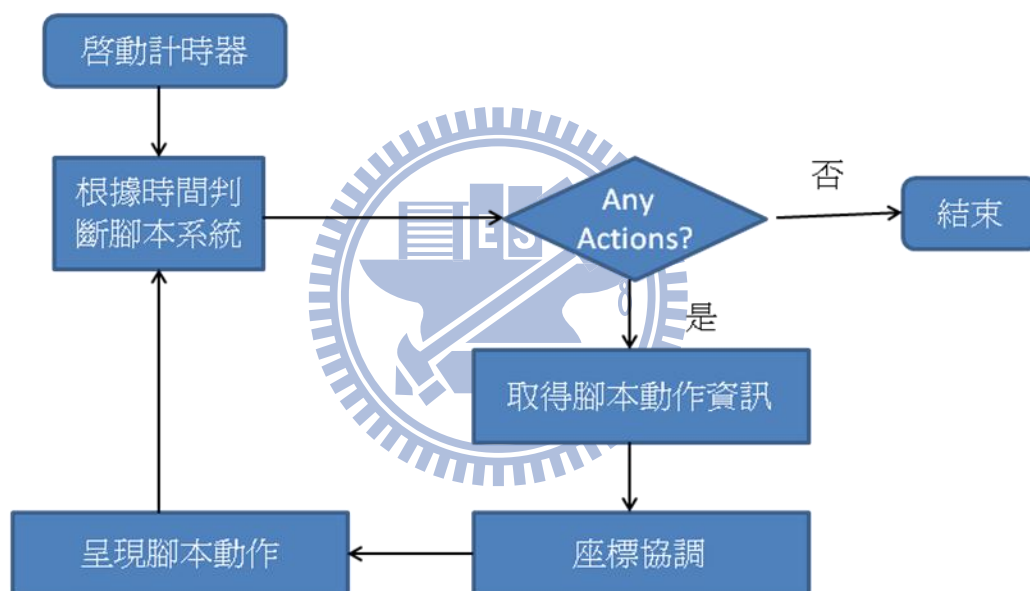 啓動計時器
根據時間判
斷腳本系統
Any
Actions?
否
結束
是
取得腳本動作資訊
座標協調
呈現腳本動作
ES